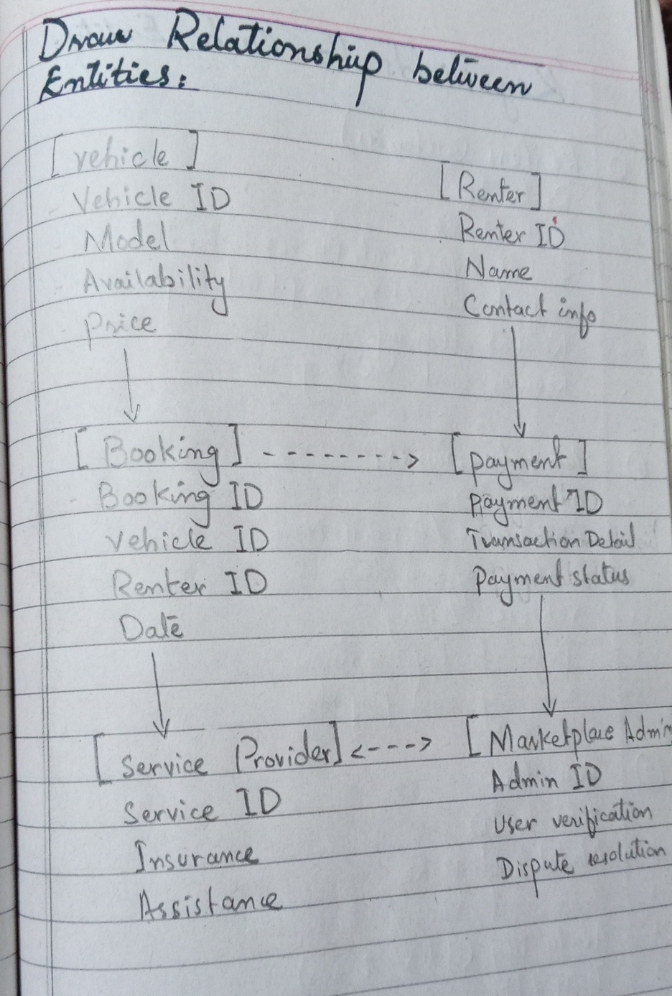 Draw Relationship between
Entities:
[vehicle]
Vehicle ID
Model
Availability
Price
[Renter]
Renter ID
Name
Contact info
[Booking] --------> [payment]
Booking ID
vehicle ID
Renter ID
Date
Payment ID
Transaction Detail
Payment status
[Service Provider] <---> [Marketplace Admin
Service ID
Insurance
Assistance
Admin ID
User verification
Dispute resolution